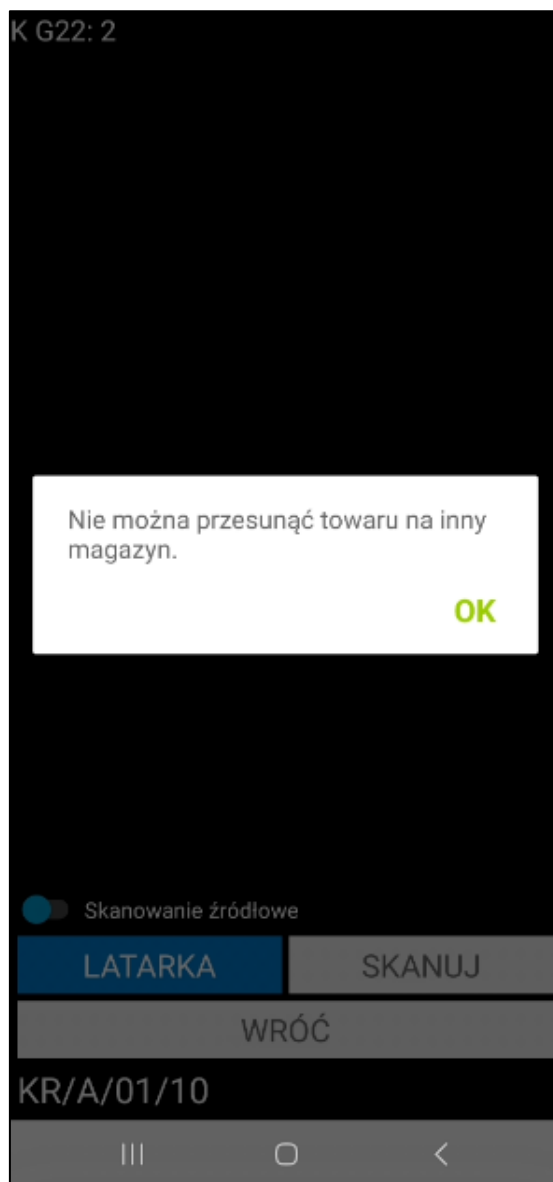 K G22: 2
Nie można przesunąć towaru na inny
magazyn.
OK
Skanowanie źródłowe
LATARKA
SKANUJ
WRÓĆ
KR/A/01/10